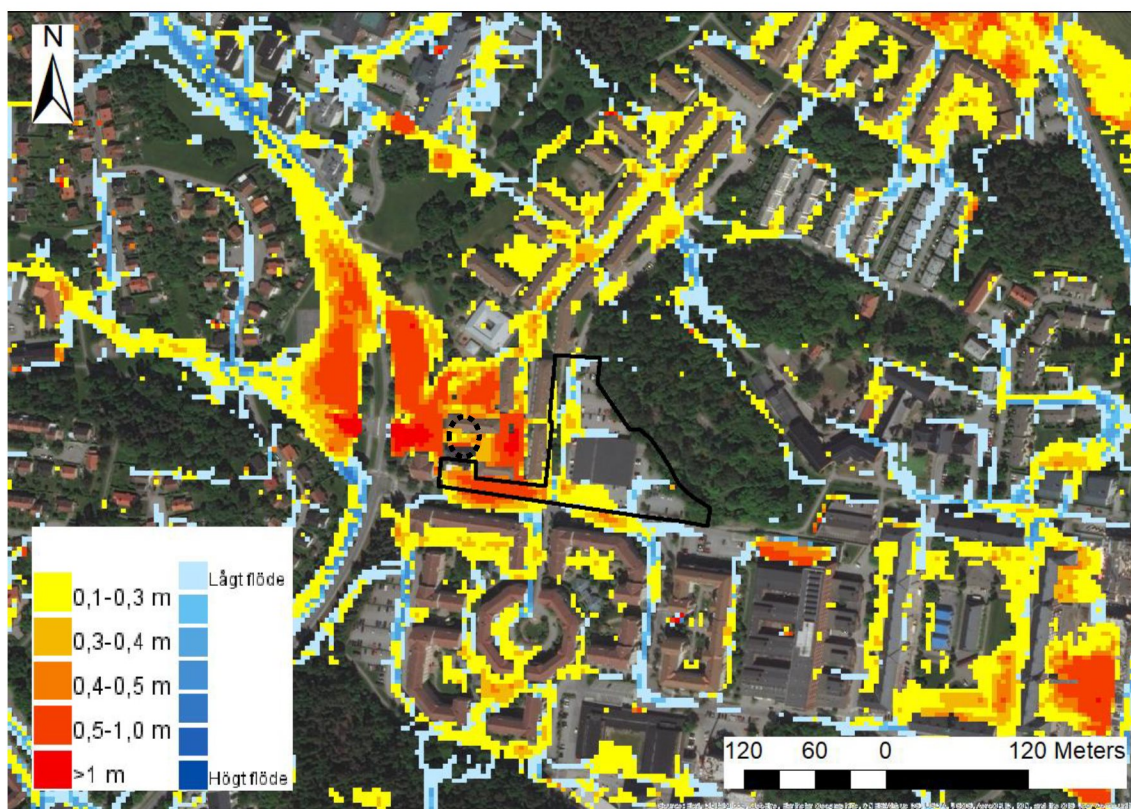 N
0,1-0,3 m
0,3-0,4 m
0,4-0,5 m
0,5-1,0 m
>1 m
Lågt flöde
Högt flöde
120 60 0 120 Meters